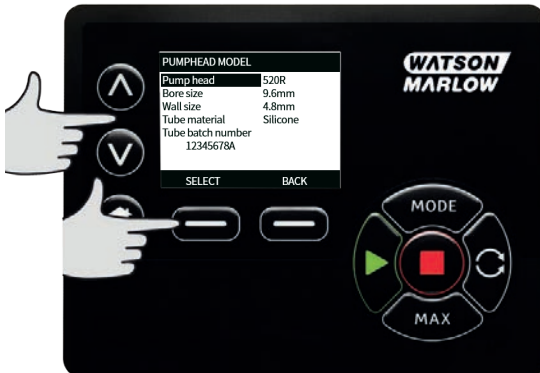 PUMPHEAD MODEL
Pump head 520R
Bore size 9.6mm
Wall size 4.8mm
Tube material Silicone
Tube batch number
12345678A
SELECT BACK
WATSON
MARLOW
MODE
MAX